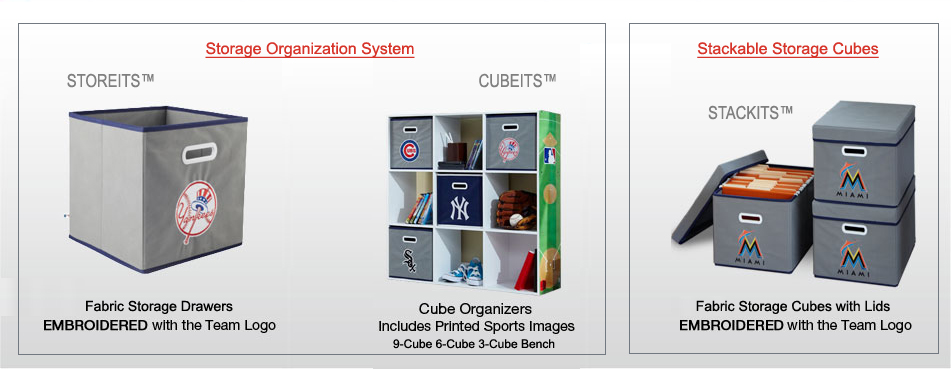 Storage Organization System
STOREITS™
CUBEITS™
Yankees
CUBS
NY
Sox
Fabric Storage Drawers
EMBROIDERED with the Team Logo
Cube Organizers
Includes Printed Sports Images
9-Cube 6-Cube 3-Cube Bench
Stackable Storage Cubes
STACKITS™
MIAMI
MIAMI
MIAMI
Fabric Storage Cubes with Lids
EMBROIDERED with the Team Logo